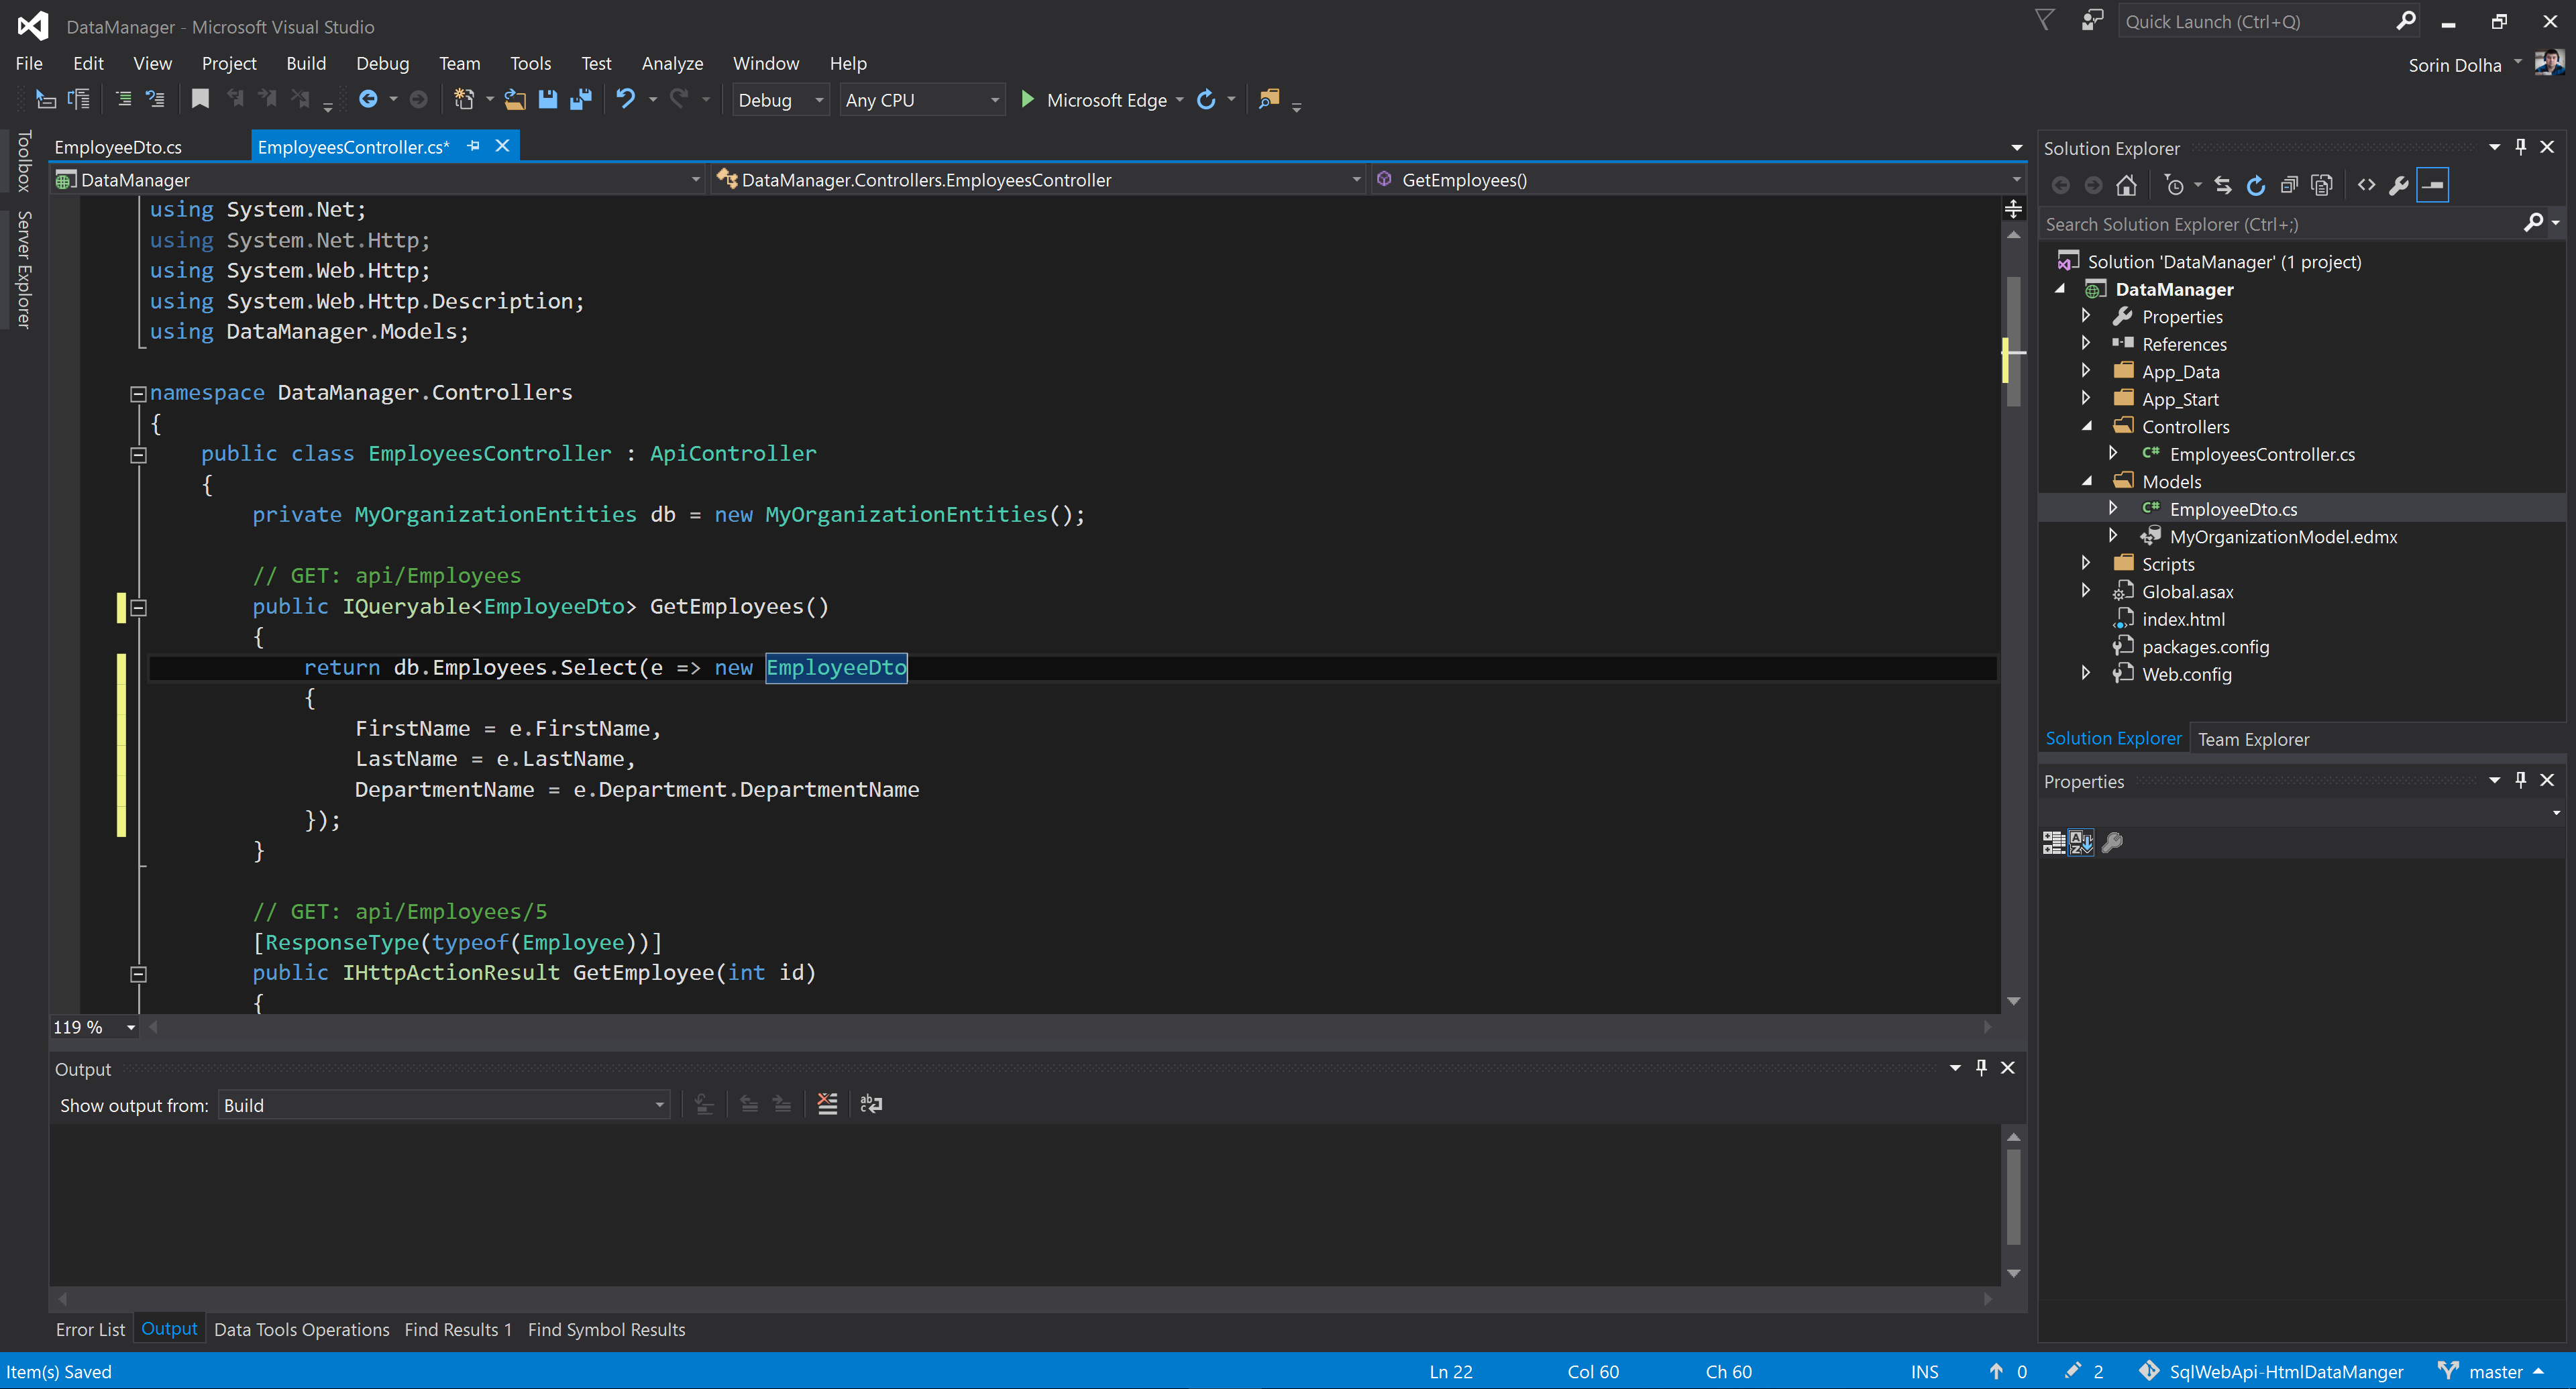 DataManager - Microsoft Visual Studio
Quick Launch (Ctrl+Q)
File Edit View Project Build Debug Team Tools Test Analyze Window Help
Sorin Dolha
Debug Any CPU Microsoft Edge
Toolbox
Server Explorer
EmployeeDto.cs EmployeesController.cs*
DataManager DataManager.Controllers.EmployeesController GetEmployees()
using System.Net;
using System.Net.Http;
using System.Web.Http;
using System.Web.Http.Description;
using DataManager.Models;
namespace DataManager.Controllers
{
public class EmployeesController : ApiController
{
private MyOrganizationEntities db = new MyOrganizationEntities();
// GET: api/Employees
public IQueryable<EmployeeDto> GetEmployees()
{
return db.Employees.Select(e => new EmployeeDto
{
FirstName = e.FirstName,
LastName = e.LastName,
DepartmentName = e.Department.DepartmentName
});
}
// GET: api/Employees/5
[ResponseType(typeof(Employee))]
public IHttpActionResult GetEmployee(int id)
{
119 %
Output
Show output from: Build
Error List Output Data Tools Operations Find Results 1 Find Symbol Results
Solution Explorer
Search Solution Explorer (Ctrl+;)
Solution 'DataManager' (1 project)
DataManager
Properties
References
App_Data
App_Start
Controllers
C# EmployeesController.cs
Models
C# EmployeeDto.cs
MyOrganizationModel.edmx
Scripts
Global.asax
index.html
packages.config
Web.config
Solution Explorer Team Explorer
Properties
Item(s) Saved Ln 22 Col 60 Ch 60 INS 0 2 SqlWebApi-HtmlDataManger master